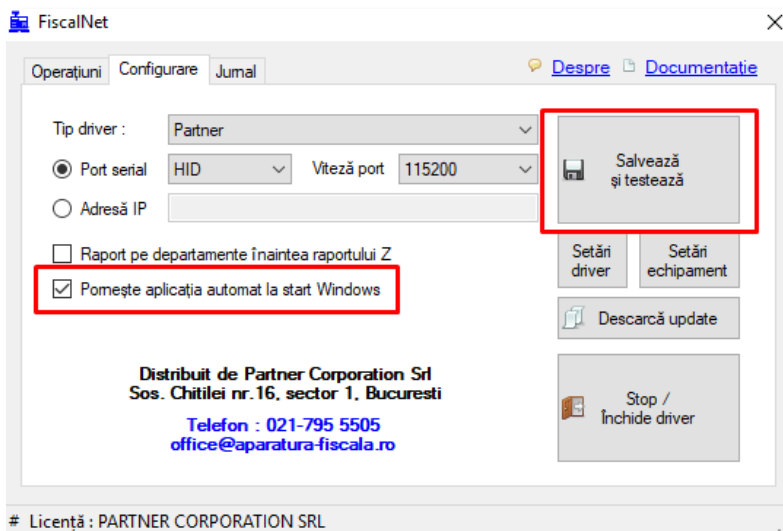 FiscalNet
Operațiuni Configurare Jurnal Despre Documentatie
Tip driver : Partner
Port serial HID Viteză port 115200
Adresă IP
Salvează
și testează
Raport pe departamente înaintea raportului Z
Pornește aplicația automat la start Windows
Setări
driver
Setări
echipament
Descarcă update
Distribuit de Partner Corporation Srl
Sos. Chitilei nr.16, sector 1, Bucuresti
Telefon : 021-795 5505
office@aparatura-fiscala.ro
Stop /
Închide driver
# Licență : PARTNER CORPORATION SRL